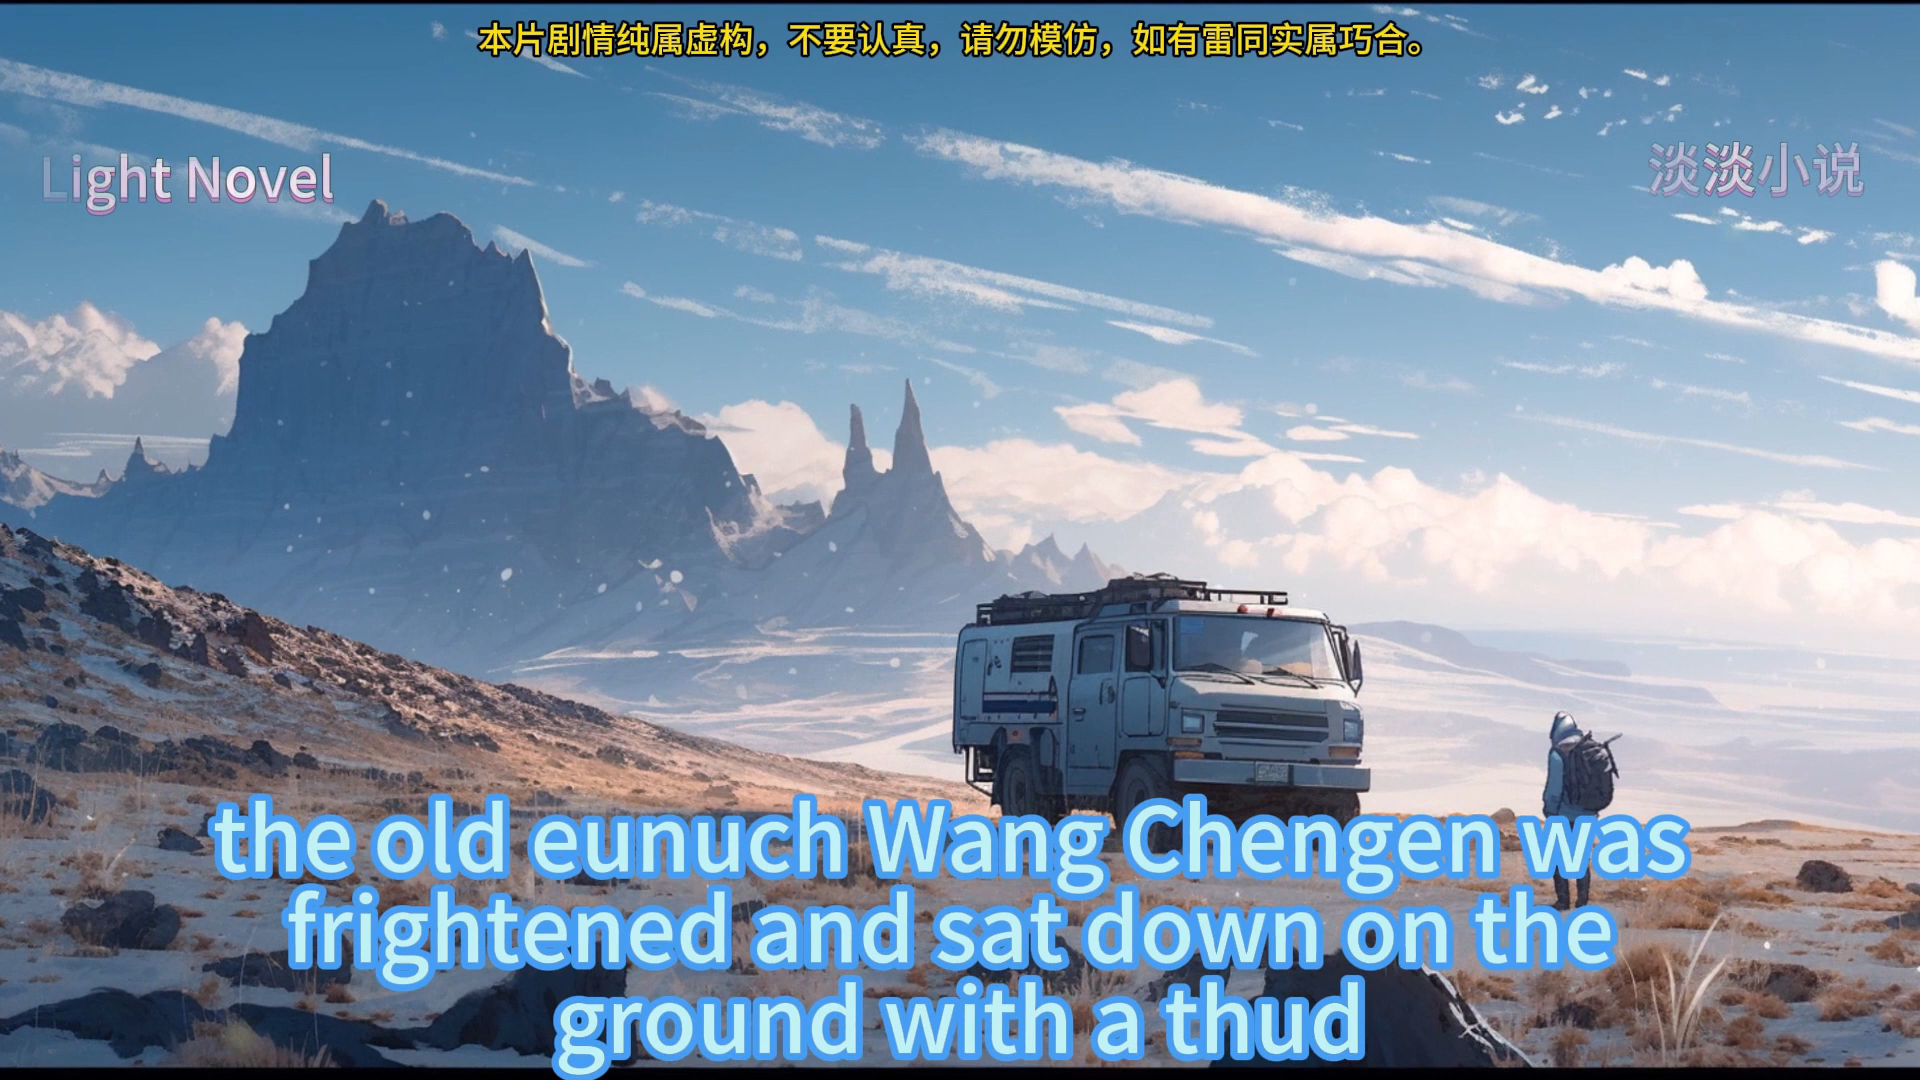 本片剧情纯属虚构，不要认真，请勿模仿，如有雷同实属巧合。
Light Novel
淡淡小说
the old eunuch Wang Chengen was
frightened and sat down on the
ground with a thud